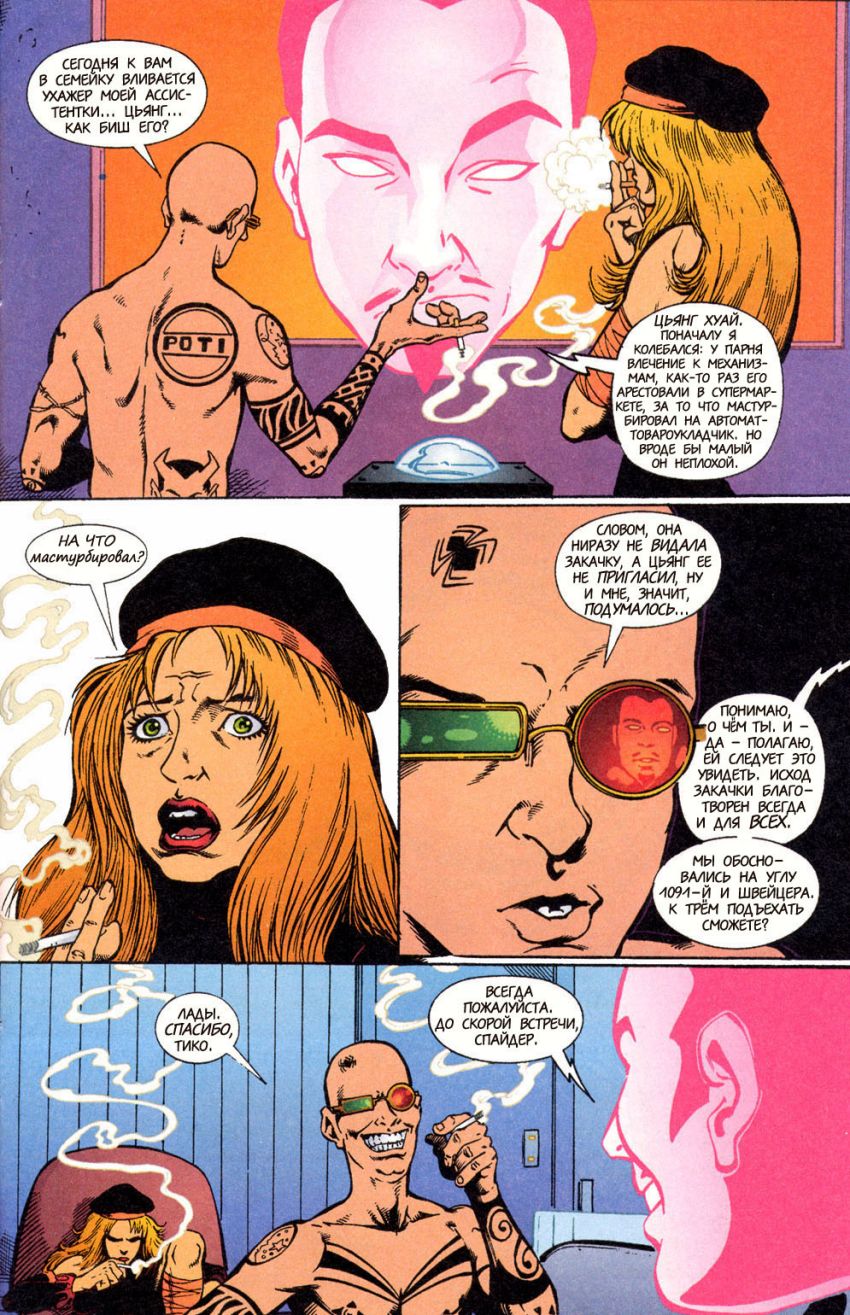 СЕГОДНЯ К ВАМ
В СЕМЕЙКУ ВЛИВАЕТСЯ
УХАЖЕР МОЕЙ АССИС-
ТЕНТКИ... ЦЬЯНГ...
КАК БИШ ЕГО?
POTI
ЦЬЯНГ ХУАЙ.
ПОНАЧАЛУ Я
КОЛЕБАЛСЯ: У ПАРНЯ
ВЛЕЧЕНИЕ К МЕХАНИЗ-
МАМ, КАК-ТО РАЗ ЕГО
АРЕСТОВАЛИ В СУПЕРМАР-
КЕТЕ, ЗА ТО ЧТО МАСТУР-
БИРОВАЛ НА АВТОМАТ-
ТОВАРОУКЛАДЧИК. НО
ВРОДЕ БЫ МАЛЫЙ
ОН НЕПЛОХОЙ.
НА ЧТО
мастурбировал?
СЛОВОМ, ОНА
НИРАЗУ НЕ ВИДАЛА
ЗАКАЧКУ, А ЦЬЯНГ ЕЕ
НЕ ПРИГЛАСИЛ, НУ
И МНЕ, ЗНАЧИТ,
ПОДУМАЛОСЬ...
ПОНИМАЮ,
О ЧЁМ ТЫ. И –
ДА – ПОЛАГАЮ,
ЕЙ СЛЕДУЕТ ЭТО
УВИДЕТЬ. ИСХОД
ЗАКАЧКИ БЛАГО-
ТВОРЕН ВСЕГДА
И ДЛЯ ВСЕХ.
МЫ ОБОСНО-
ВАЛИСЬ НА УГЛУ
1091-Й И ШВЕЙЦЕРА.
К ТРЁМ ПОДЪЕХАТЬ
СМОЖЕТЕ?
ЛАДЫ.
СПАСИБО,
ТИКО.
ВСЕГДА
ПОЖАЛУЙСТА.
ДО СКОРОЙ ВСТРЕЧИ,
СПАЙДЕР.